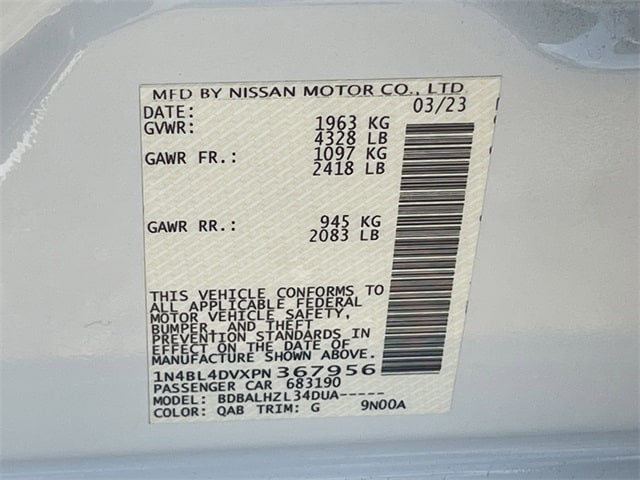 MFD BY NISSAN MOTOR CO., LTD
DATE: 03/23
GVWR: 1963 KG
4328 LB
GAWR FR.: 1097 KG
2418 LB
GAWR RR.: 945 KG
2083 LB
THIS VEHICLE CONFORMS TO
ALL APPLICABLE FEDERAL
MOTOR VEHICLE SAFETY,
BUMPER, AND THEFT
PREVENTION STANDARDS IN
EFFECT ON THE DATE OF
MANUFACTURE SHOWN ABOVE.
1N4BL4DVXPN367956
PASSENGER CAR 683190
MODEL: BDBALHZL34DUA-----
COLOR: QAB TRIM: G 9N00A